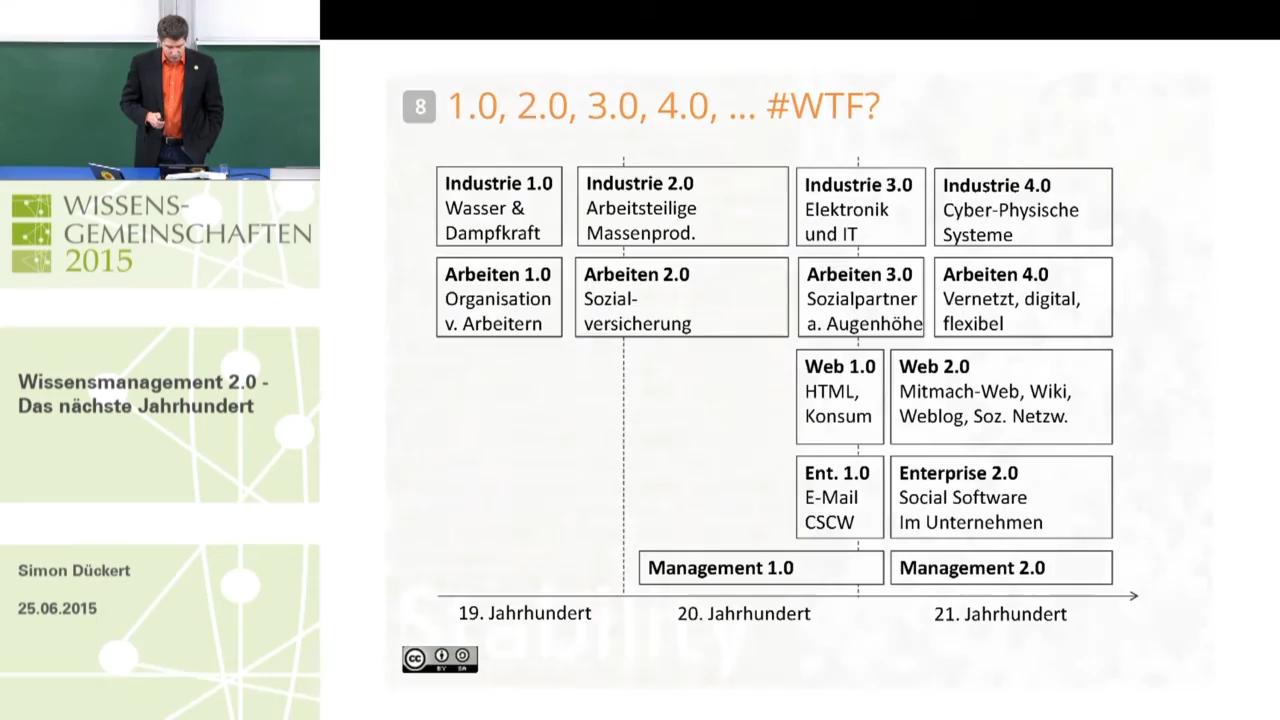 WISSENS-
GEMEINSCHAFTEN
2015
Wissensmanagement 2.0 -
Das nächste Jahrhundert
Simon Dückert
25.06.2015
8
1.0, 2.0, 3.0, 4.0, ... #WTF?
Industrie 1.0
Wasser &
Dampfkraft
Industrie 2.0
Arbeitsteilige
Massenprod.
Industrie 3.0
Elektronik
und IT
Industrie 4.0
Cyber-Physische
Systeme
Arbeiten 1.0
Organisation
v. Arbeitern
Arbeiten 2.0
Sozial-
versicherung
Arbeiten 3.0
Sozialpartner
a. Augenhöhe
Arbeiten 4.0
Vernetzt, digital,
flexibel
Web 1.0
HTML,
Konsum
Web 2.0
Mitmach-Web, Wiki,
Weblog, Soz. Netzw.
Ent. 1.0
E-Mail
CSCW
Enterprise 2.0
Social Software
Im Unternehmen
Management 1.0
Management 2.0
19. Jahrhundert
20. Jahrhundert
21. Jahrhundert
Stability
cc BY SA